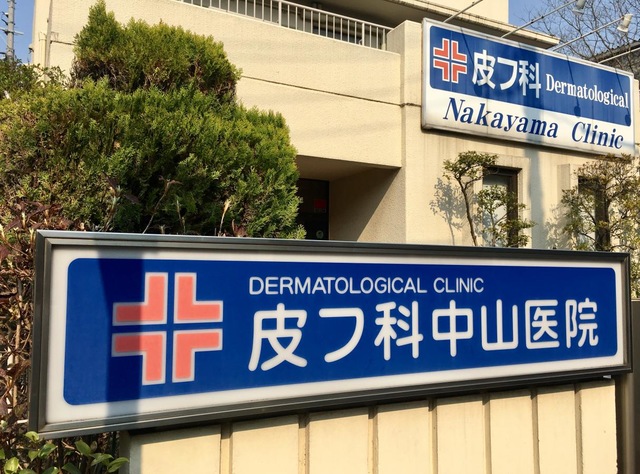 皮フ科 Dermatological
Nakayama Clinic
DERMATOLOGICAL CLINIC
皮フ科中山医院